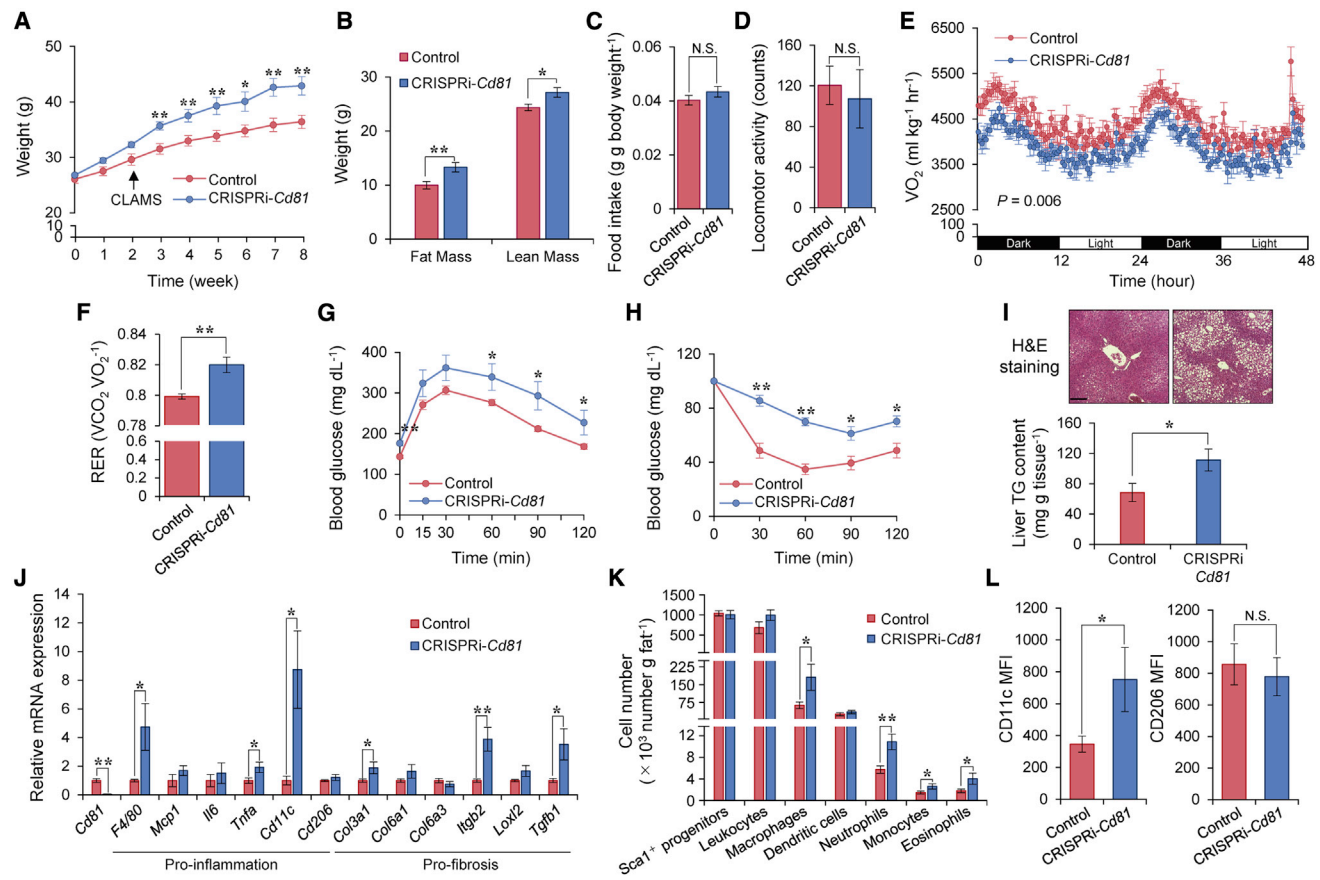 A
Weight (g)
50
40
30
20
10
0
** ** ** * ** **
CLAMS
Control
CRISPRi-Cd81
0 1 2 3 4 5 6 7 8
Time (week)
B
Control
CRISPRi-Cd81
Weight (g)
30
20
10
0
**
*
Fat Mass Lean Mass
C
Food intake (g g body weight-1)
0.06
0.04
0.02
0
N.S.
Control
CRISPRi-Cd81
D
Locomotor activity (counts)
160
120
80
40
0
N.S.
Control
CRISPRi-Cd81
E
VO2 (ml kg-1 hr-1)
6500
5500
4500
3500
2500
100
0
Control
CRISPRi-Cd81
P = 0.006
Dark Light Dark Light
0 12 24 36 48
Time (hour)
F
RER (VCO2 VO2-1)
0.84
0.82
0.8
0.78
0.6
0.4
0.2
0
**
Control
CRISPRi-Cd81
G
Blood glucose (mg dL-1)
400
300
200
100
0
** * * *
Control
CRISPRi-Cd81
0 15 30 60 90 120
Time (min)
H
Blood glucose (mg dL-1)
120
80
40
0
** ** * *
Control
CRISPRi-Cd81
0 30 60 90 120
Time (min)
I
H&E
staining
Liver TG content
(mg g tissue-1)
160
120
80
40
0
*
Control CRISPRi
Cd81
J
Relative mRNA expression
14
12
10
8
6
4
2
0
Control
CRISPRi-Cd81
** * * * * ** *
Cd81 F4/80 Mcp1 Il6 Tnfa Cd11c Cd206 Col3a1 Col6a1 Col6a3 Itgb2 Loxl2 Tgfb1
Pro-inflammation Pro-fibrosis
K
Cell number
(× 103 number g fat-1)
1500
1000
500
225
150
75
12
8
4
0
Control
CRISPRi-Cd81
* ** * *
Sca1+ progenitors
Leukocytes
Macrophages
Dendritic cells
Neutrophils
Monocytes
Eosinophils
L
CD11c MFI
1200
1000
800
600
400
200
0
*
Control
CRISPRi-Cd81
CD206 MFI
1200
1000
800
600
400
200
0
N.S.
Control
CRISPRi-Cd81